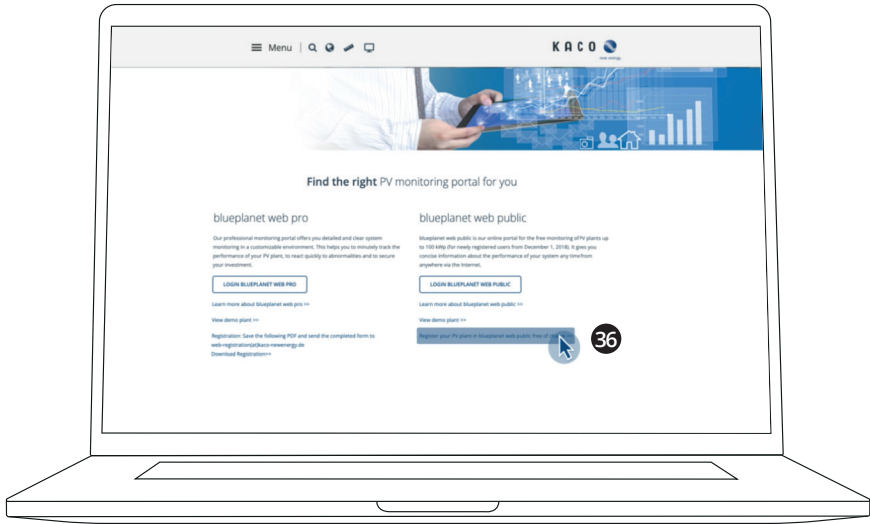 Menu
KACO
new energy.
Find the right PV monitoring portal for you
blueplanet web pro
Our professional monitoring portal offers you detailed and clear system
monitoring in a customizable environment. This helps you to minutely track the
performance of your PV plant, to react quickly to abnormalities and to secure
your investment.
LOGIN BLUEPLANET WEB PRO
Learn more about blueplanet web pro >>
View demo plant >>
Registration: Save the following PDF and send the completed form to
web-registration(at)kaco-newenergy.de
Download Registration>>
blueplanet web public
blueplanet web public is our online portal for the free monitoring of PV plants up
to 100 kWp (for newly registered users from December 1, 2018). It gives you
concise information about the performance of your system any timefrom
anywhere via the Internet.
LOGIN BLUEPLANET WEB PUBLIC
Learn more about blueplanet web public >>
View demo plant >>
Register your PV plant in blueplanet web public free of
36